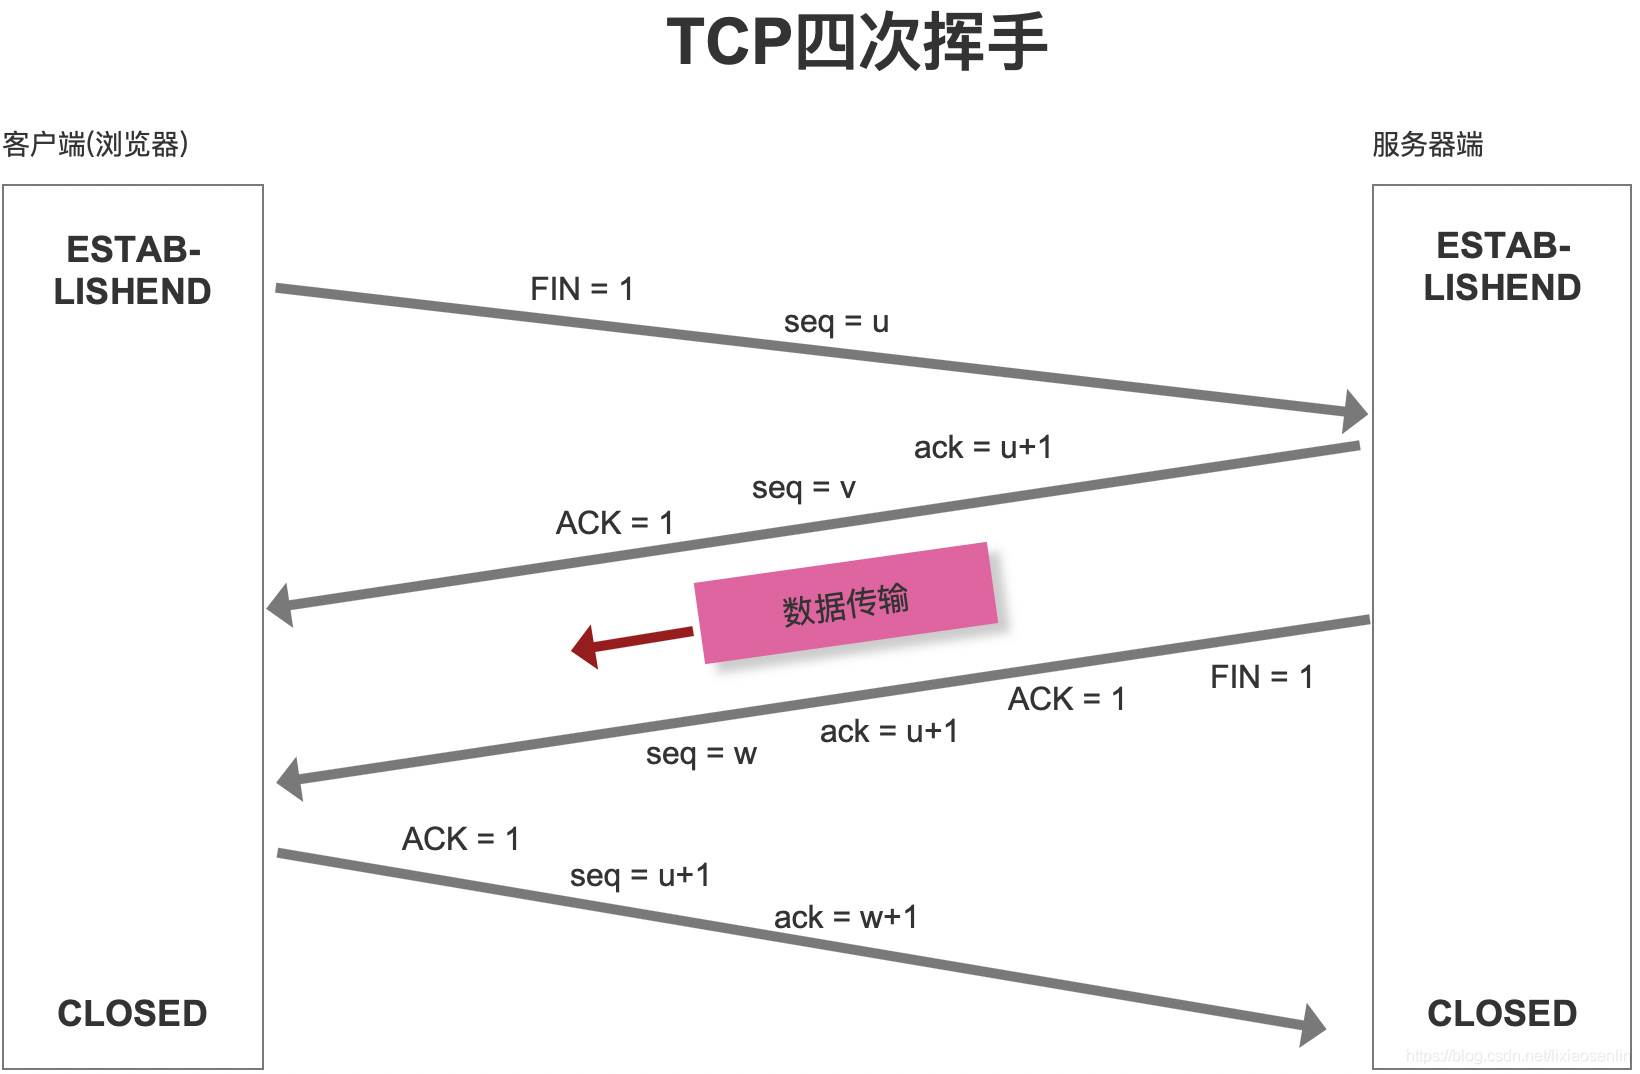 TCP四次挥手
客户端(浏览器)
服务器端
ESTAB-
LISHEND
ESTAB-
LISHEND
FIN = 1
seq = u
ack = u+1
seq = v
ACK = 1
数据传输
FIN = 1
ACK = 1
ack = u+1
seq = w
ACK = 1
seq = u+1
ack = w+1
CLOSED
CLOSED
https://blog.csdn.net/lixiaosenlin